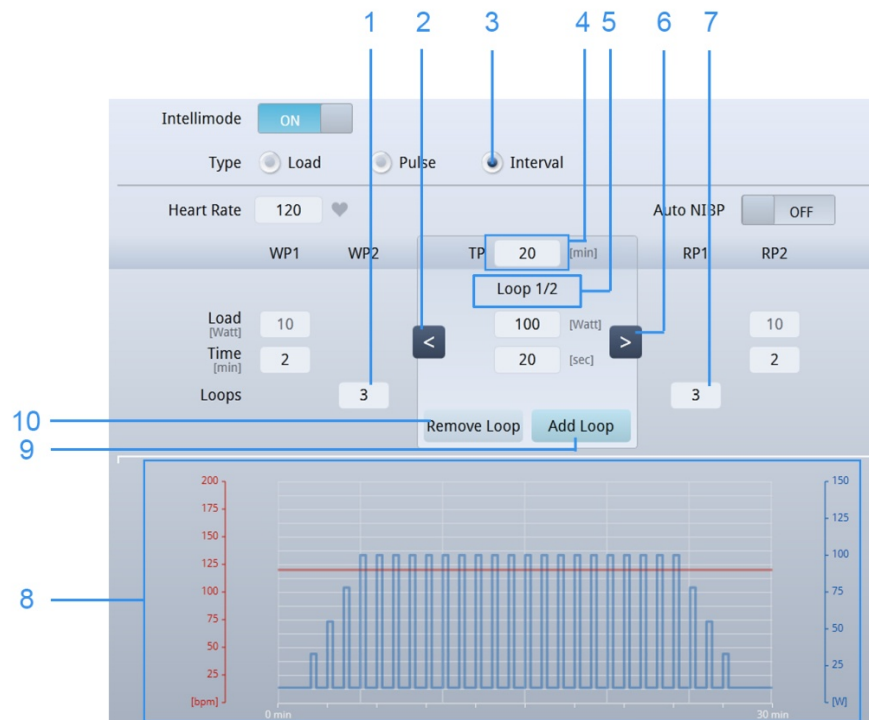 1 2 3 4 5 6 7
Intellimode ON
Type Load Pulse Interval
Heart Rate 120 Auto NIBP OFF
WP1 WP2 TP 20 [min] RP1 RP2
Loop 1/2
Load 10 100 [Watt] 10
[Watt]
< >
Time 2 20 [sec] 2
[min]
Loops 3 3
10 Remove Loop Add Loop
9
200 150
175
125
150
125 100
100 75
8
75
50
50
25 25
[bpm] [W]
0 min 30 min